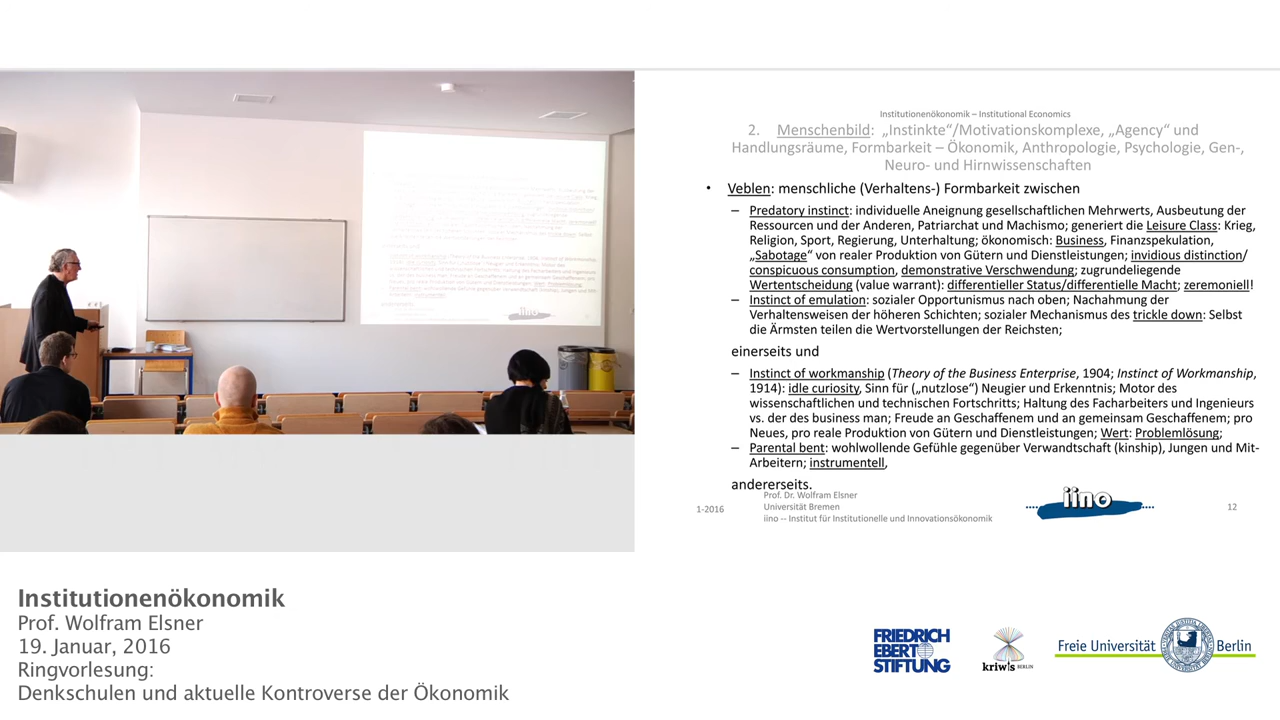 Institutionenökonomik – Institutional Economics
2. Menschenbild: „Instinkte“/Motivationskomplexe, „Agency“ und
Handlungsräume, Formbarkeit – Ökonomik, Anthropologie, Psychologie, Gen-,
Neuro- und Hirnwissenschaften
• Veblen: menschliche (Verhaltens-) Formbarkeit zwischen
– Predatory instinct: individuelle Aneignung gesellschaftlichen Mehrwerts, Ausbeutung der
Ressourcen und der Anderen, Patriarchat und Machismo; generiert die Leisure Class: Krieg,
Religion, Sport, Regierung, Unterhaltung; ökonomisch: Business, Finanzspekulation,
„Sabotage“ von realer Produktion von Gütern und Dienstleistungen; invidious distinction/
conspicuous consumption, demonstrative Verschwendung; zugrundeliegende
Wertentscheidung (value warrant): differentieller Status/differentielle Macht; zeremoniell!
– Instinct of emulation: sozialer Opportunismus nach oben; Nachahmung der
Verhaltensweisen der höheren Schichten; sozialer Mechanismus des trickle down: Selbst
die Ärmsten teilen die Wertvorstellungen der Reichsten;
einerseits und
– Instinct of workmanship (Theory of the Business Enterprise, 1904; Instinct of Workmanship,
1914): idle curiosity, Sinn für („nutzlose“) Neugier und Erkenntnis; Motor des
wissenschaftlichen und technischen Fortschritts; Haltung des Facharbeiters und Ingenieurs
vs. der des business man; Freude an Geschaffenem und an gemeinsam Geschaffenem; pro
Neues, pro reale Produktion von Gütern und Dienstleistungen; Wert: Problemlösung;
– Parental bent: wohlwollende Gefühle gegenüber Verwandtschaft (kinship), Jungen und Mit-
Arbeitern; instrumentell,
andererseits.
1-2016
Prof. Dr. Wolfram Elsner
Universität Bremen
iino -- Institut für Institutionelle und Innovationsökonomik
iino
12
Institutionenökonomik
Prof. Wolfram Elsner
19. Januar, 2016
Ringvorlesung:
Denkschulen und aktuelle Kontroverse der Ökonomik
FRIEDRICH
EBERT
STIFTUNG
kriwis BERLIN
Freie Universität Berlin